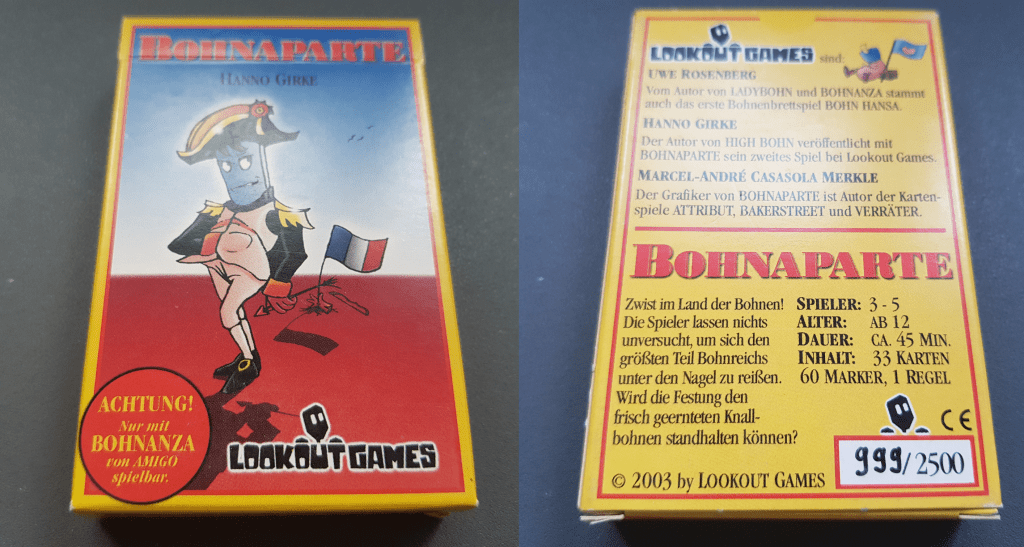 BOHNAPARTE
HANNO GIRKE
ACHTUNG!
Nur mit
BOHNANZA
von AMIGO
spielbar.
LOOKOUT GAMES
LOOKOUT GAMES sind:
UWE ROSENBERG
Vom Autor von LADYBOHN und BOHNANZA stammt
auch das erste Bohnenbrettspiel BOHN HANSA.
HANNO GIRKE
Der Autor von HIGH BOHN veröffentlicht mit
BOHNAPARTE sein zweites Spiel bei Lookout Games.
MARCEL-ANDRÉ CASASOLA MERKLE
Der Grafiker von BOHNAPARTE ist Autor der Karten-
spiele ATTRIBUT, BAKERSTREET und VERRÄTER.
BOHNAPARTE
Zwist im Land der Bohnen!
Die Spieler lassen nichts
unversucht, um sich den
größten Teil Bohnreichs
unter den Nagel zu reißen.
Wird die Festung den
frisch geernteten Knall-
bohnen standhalten können?
SPIELER: 3 - 5
ALTER: AB 12
DAUER: CA. 45 MIN.
INHALT: 33 KARTEN
60 MARKER, 1 REGEL
CE
999/2500
© 2003 by LOOKOUT GAMES